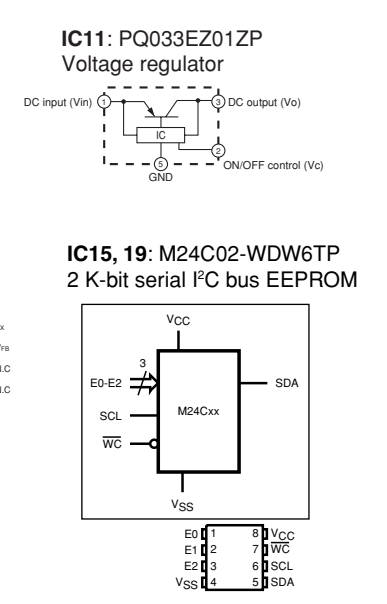 IC11: PQ033EZ01ZP
Voltage regulator
DC input (Vin) 1
3 DC output (Vo)
IC
2
ON/OFF control (Vc)
5
GND
IC15, 19: M24C02-WDW6TP
2 K-bit serial I²C bus EEPROM
VCC
3
E0-E2
SDA
M24Cxx
SCL
W̅C̅
VSS
E0 1 8 VCC
E1 2 7 W̅C̅
E2 3 6 SCL
VSS 4 5 SDA
x
FB
.C
.C